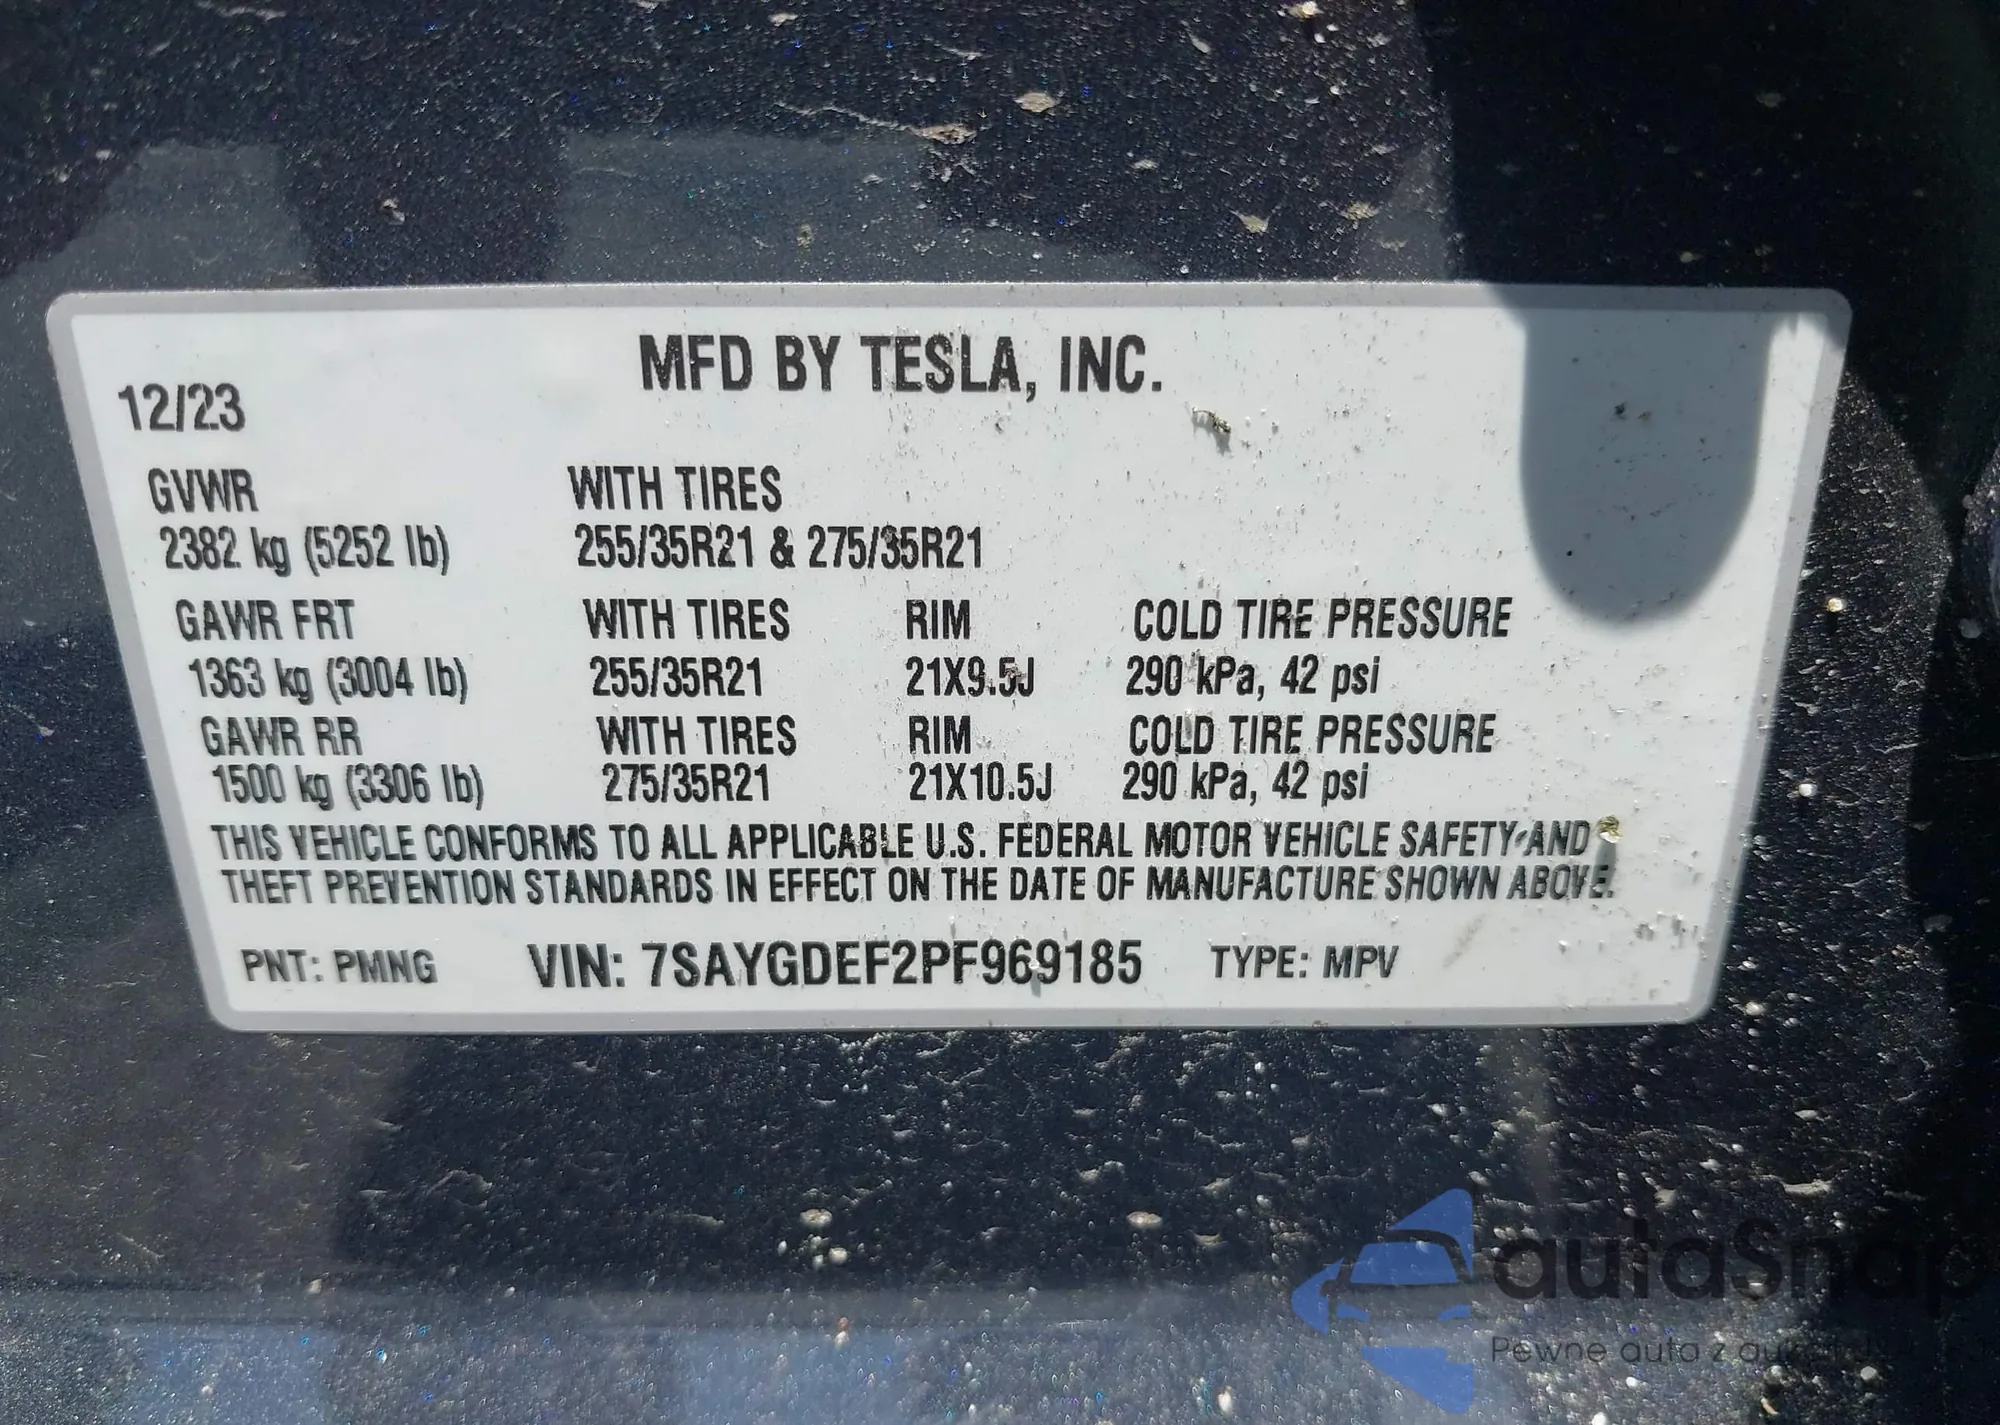 MFD BY TESLA, INC.
12/23
GVWR WITH TIRES
2382 kg (5252 lb) 255/35R21 & 275/35R21
GAWR FRT WITH TIRES RIM COLD TIRE PRESSURE
1363 kg (3004 lb) 255/35R21 21X9.5J 290 kPa, 42 psi
GAWR RR WITH TIRES RIM COLD TIRE PRESSURE
1500 kg (3306 lb) 275/35R21 21X10.5J 290 kPa, 42 psi
THIS VEHICLE CONFORMS TO ALL APPLICABLE U.S. FEDERAL MOTOR VEHICLE SAFETY AND
THEFT PREVENTION STANDARDS IN EFFECT ON THE DATE OF MANUFACTURE SHOWN ABOVE.
PNT: PMNG VIN: 7SAYGDEF2PF969185 TYPE: MPV
autaSnap
Pewne auta z